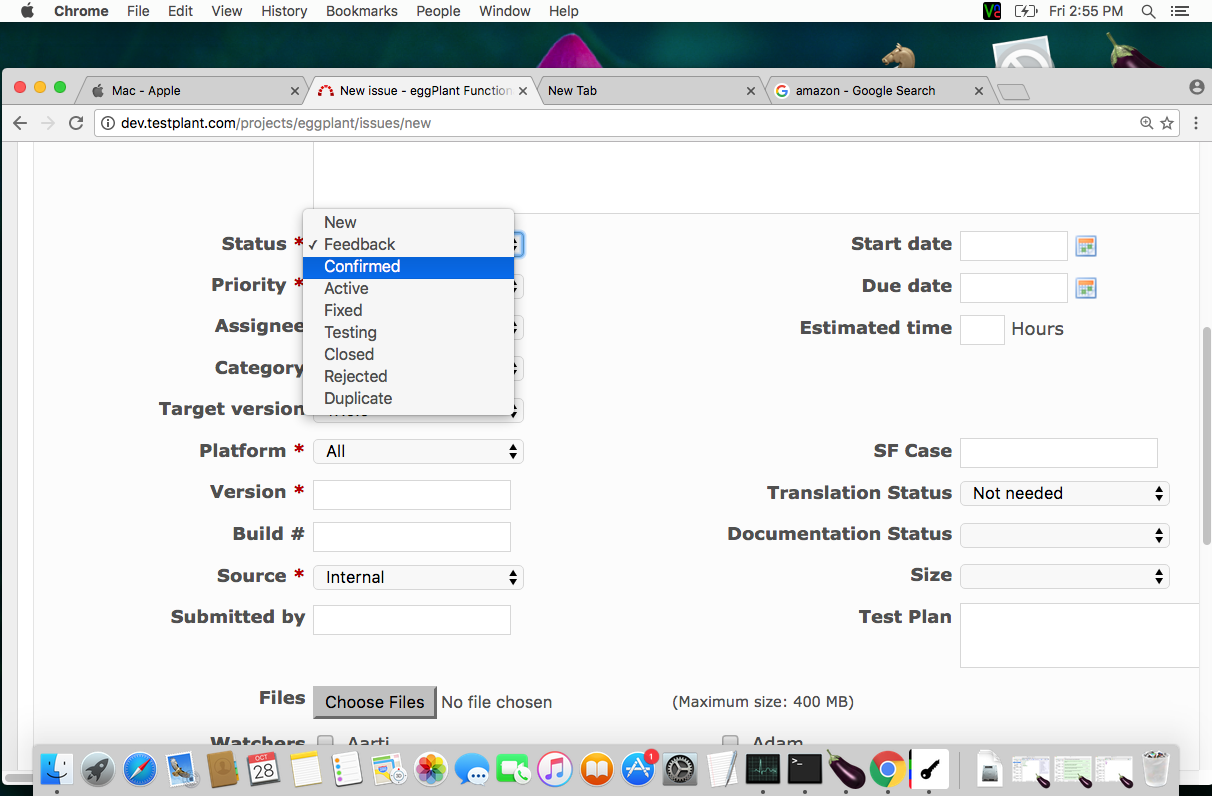 Chrome File Edit View History Bookmarks People Window Help Fri 2:55 PM
Mac - Apple New issue - eggPlant Function New Tab amazon - Google Search
dev.testplant.com/projects/eggplant/issues/new
New
Status * ✓ Feedback Start date
Confirmed
Priority * Active Due date
Fixed
Assignee Testing Estimated time Hours
Closed
Category Rejected
Duplicate
Target version
Platform * All SF Case
Version * Translation Status Not needed
Build # Documentation Status
Source * Internal Size
Submitted by Test Plan
Files Choose Files No file chosen (Maximum size: 400 MB)
Watchers Aarti Adam
OCT
28
1